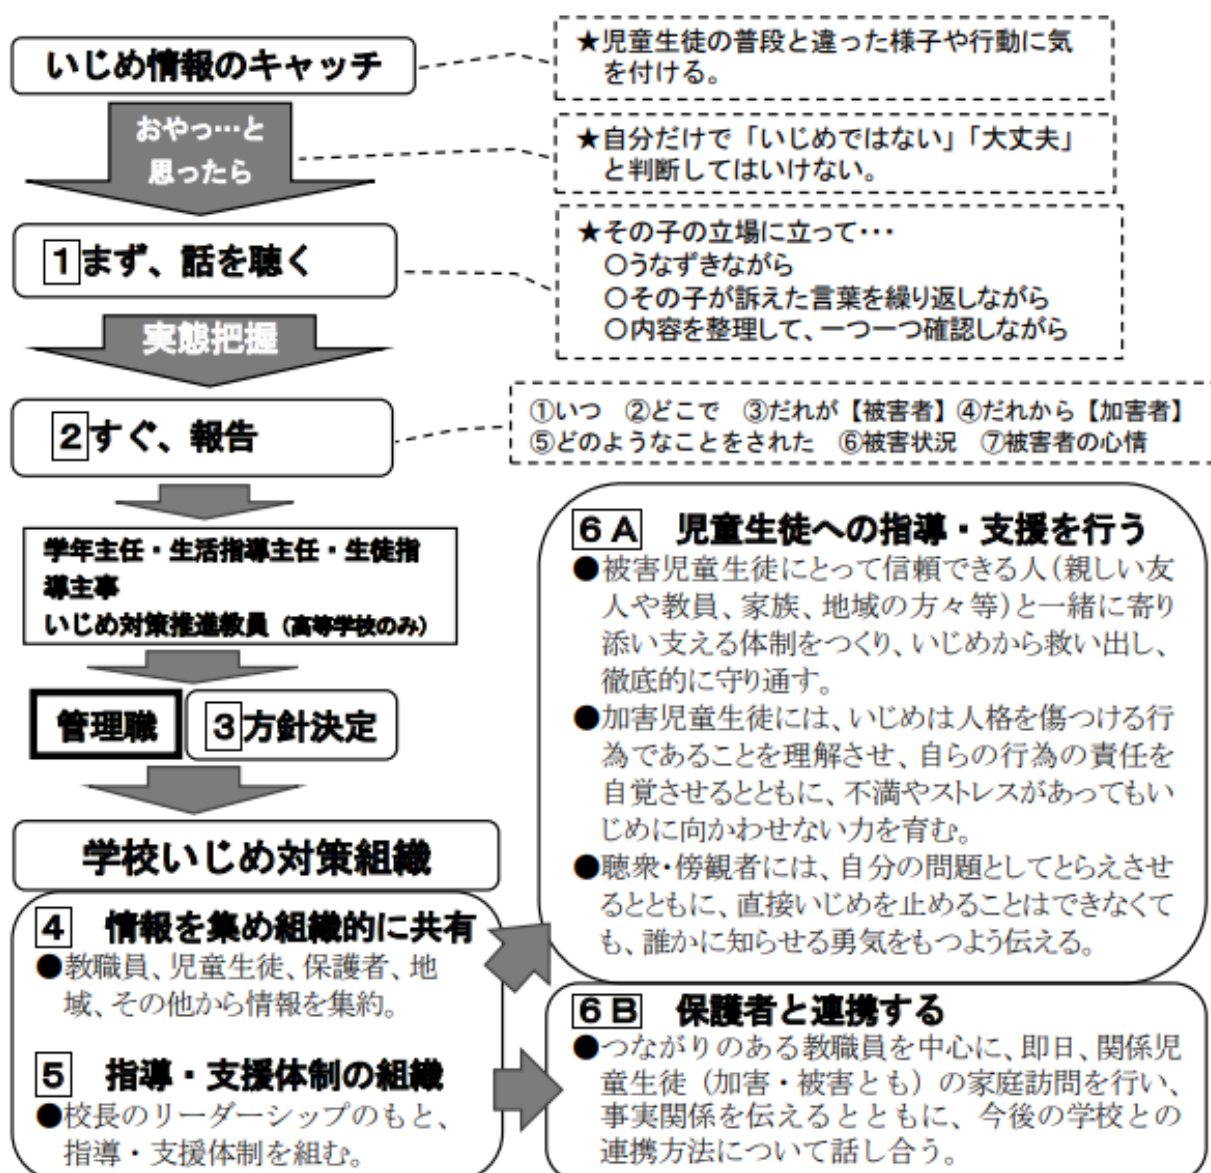 いじめ情報のキャッチ
★児童生徒の普段と違った様子や行動に気
を付ける。
おやっ…と
思ったら
★自分だけで「いじめではない」「大丈夫」
と判断してはいけない。
1 まず、話を聴く
★その子の立場に立って・・・
○うなずきながら
○その子が訴えた言葉を繰り返しながら
○内容を整理して、一つ一つ確認しながら
実態把握
2 すぐ、報告
①いつ ②どこで ③だれが【被害者】④だれから【加害者】
⑤どのようなことをされた ⑥被害状況 ⑦被害者の心情
学年主任・生活指導主任・生徒指
導主事
いじめ対策推進教員（高等学校のみ）
管理職
3 方針決定
学校いじめ対策組織
4 情報を集め組織的に共有
●教職員、児童生徒、保護者、地
域、その他から情報を集約。
5 指導・支援体制の組織
●校長のリーダーシップのもと、
指導・支援体制を組む。
6 A 児童生徒への指導・支援を行う
●被害児童生徒にとって信頼できる人（親しい友
人や教員、家族、地域の方々等）と一緒に寄り
添い支える体制をつくり、いじめから救い出し、
徹底的に守り通す。
●加害児童生徒には、いじめは人格を傷つける行
為であることを理解させ、自らの行為の責任を
自覚させるとともに、不満やストレスがあってもい
じめに向かわせない力を育む。
●聴衆・傍観者には、自分の問題としてとらえさせ
るとともに、直接いじめを止めることはできなくて
も、誰かに知らせる勇気をもつよう伝える。
6 B 保護者と連携する
●つながりのある教職員を中心に、即日、関係児
童生徒（加害・被害とも）の家庭訪問を行い、
事実関係を伝えるとともに、今後の学校との
連携方法について話し合う。